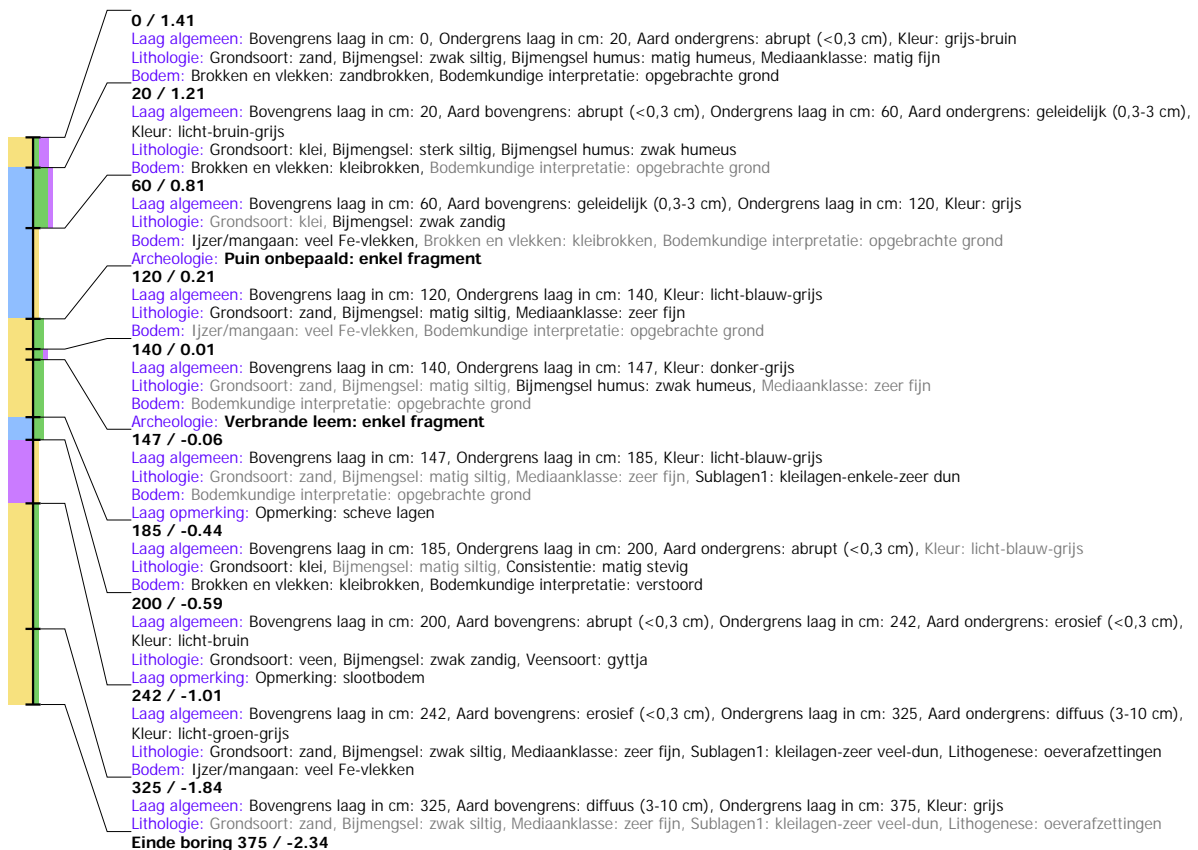 0 / 1.41
Laag algemeen: Bovengrens laag in cm: 0, Ondergrens laag in cm: 20, Aard ondergrens: abrupt (<0,3 cm), Kleur: grijs-bruin
Lithologie: Grondsoort: zand, Bijmengsel: zwak siltig, Bijmengsel humus: matig humeus, Mediaanklasse: matig fijn
Bodem: Brokken en vlekken: zandbrokken, Bodemkundige interpretatie: opgebrachte grond
20 / 1.21
Laag algemeen: Bovengrens laag in cm: 20, Aard bovengrens: abrupt (<0,3 cm), Ondergrens laag in cm: 60, Aard ondergrens: geleidelijk (0,3-3 cm),
Kleur: licht-bruin-grijs
Lithologie: Grondsoort: klei, Bijmengsel: sterk siltig, Bijmengsel humus: zwak humeus
Bodem: Brokken en vlekken: kleibrokken, Bodemkundige interpretatie: opgebrachte grond
60 / 0.81
Laag algemeen: Bovengrens laag in cm: 60, Aard bovengrens: geleidelijk (0,3-3 cm), Ondergrens laag in cm: 120, Kleur: grijs
Lithologie: Grondsoort: klei, Bijmengsel: zwak zandig
Bodem: Ijzer/mangaan: veel Fe-vlekken, Brokken en vlekken: kleibrokken, Bodemkundige interpretatie: opgebrachte grond
Archeologie: Puin onbepaald: enkel fragment
120 / 0.21
Laag algemeen: Bovengrens laag in cm: 120, Ondergrens laag in cm: 140, Kleur: licht-blauw-grijs
Lithologie: Grondsoort: zand, Bijmengsel: matig siltig, Mediaanklasse: zeer fijn
Bodem: Ijzer/mangaan: veel Fe-vlekken, Bodemkundige interpretatie: opgebrachte grond
140 / 0.01
Laag algemeen: Bovengrens laag in cm: 140, Ondergrens laag in cm: 147, Kleur: donker-grijs
Lithologie: Grondsoort: zand, Bijmengsel: matig siltig, Bijmengsel humus: zwak humeus, Mediaanklasse: zeer fijn
Bodem: Bodemkundige interpretatie: opgebrachte grond
Archeologie: Verbrande leem: enkel fragment
147 / -0.06
Laag algemeen: Bovengrens laag in cm: 147, Ondergrens laag in cm: 185, Kleur: licht-blauw-grijs
Lithologie: Grondsoort: zand, Bijmengsel: matig siltig, Mediaanklasse: zeer fijn, Sublagen1: kleilagen-enkele-zeer dun
Bodem: Bodemkundige interpretatie: opgebrachte grond
Laag opmerking: Opmerking: scheve lagen
185 / -0.44
Laag algemeen: Bovengrens laag in cm: 185, Ondergrens laag in cm: 200, Aard ondergrens: abrupt (<0,3 cm), Kleur: licht-blauw-grijs
Lithologie: Grondsoort: klei, Bijmengsel: matig siltig, Consistentie: matig stevig
Bodem: Brokken en vlekken: kleibrokken, Bodemkundige interpretatie: verstoord
200 / -0.59
Laag algemeen: Bovengrens laag in cm: 200, Aard bovengrens: abrupt (<0,3 cm), Ondergrens laag in cm: 242, Aard ondergrens: erosief (<0,3 cm),
Kleur: licht-bruin
Lithologie: Grondsoort: veen, Bijmengsel: zwak zandig, Veensoort: gyttja
Laag opmerking: Opmerking: slootbodem
242 / -1.01
Laag algemeen: Bovengrens laag in cm: 242, Aard bovengrens: erosief (<0,3 cm), Ondergrens laag in cm: 325, Aard ondergrens: diffuus (3-10 cm),
Kleur: licht-groen-grijs
Lithologie: Grondsoort: zand, Bijmengsel: zwak siltig, Mediaanklasse: zeer fijn, Sublagen1: kleilagen-zeer veel-dun, Lithogenese: oeverafzettingen
Bodem: Ijzer/mangaan: veel Fe-vlekken
325 / -1.84
Laag algemeen: Bovengrens laag in cm: 325, Aard bovengrens: diffuus (3-10 cm), Ondergrens laag in cm: 375, Kleur: grijs
Lithologie: Grondsoort: zand, Bijmengsel: zwak siltig, Mediaanklasse: zeer fijn, Sublagen1: kleilagen-zeer veel-dun, Lithogenese: oeverafzettingen
Einde boring 375 / -2.34